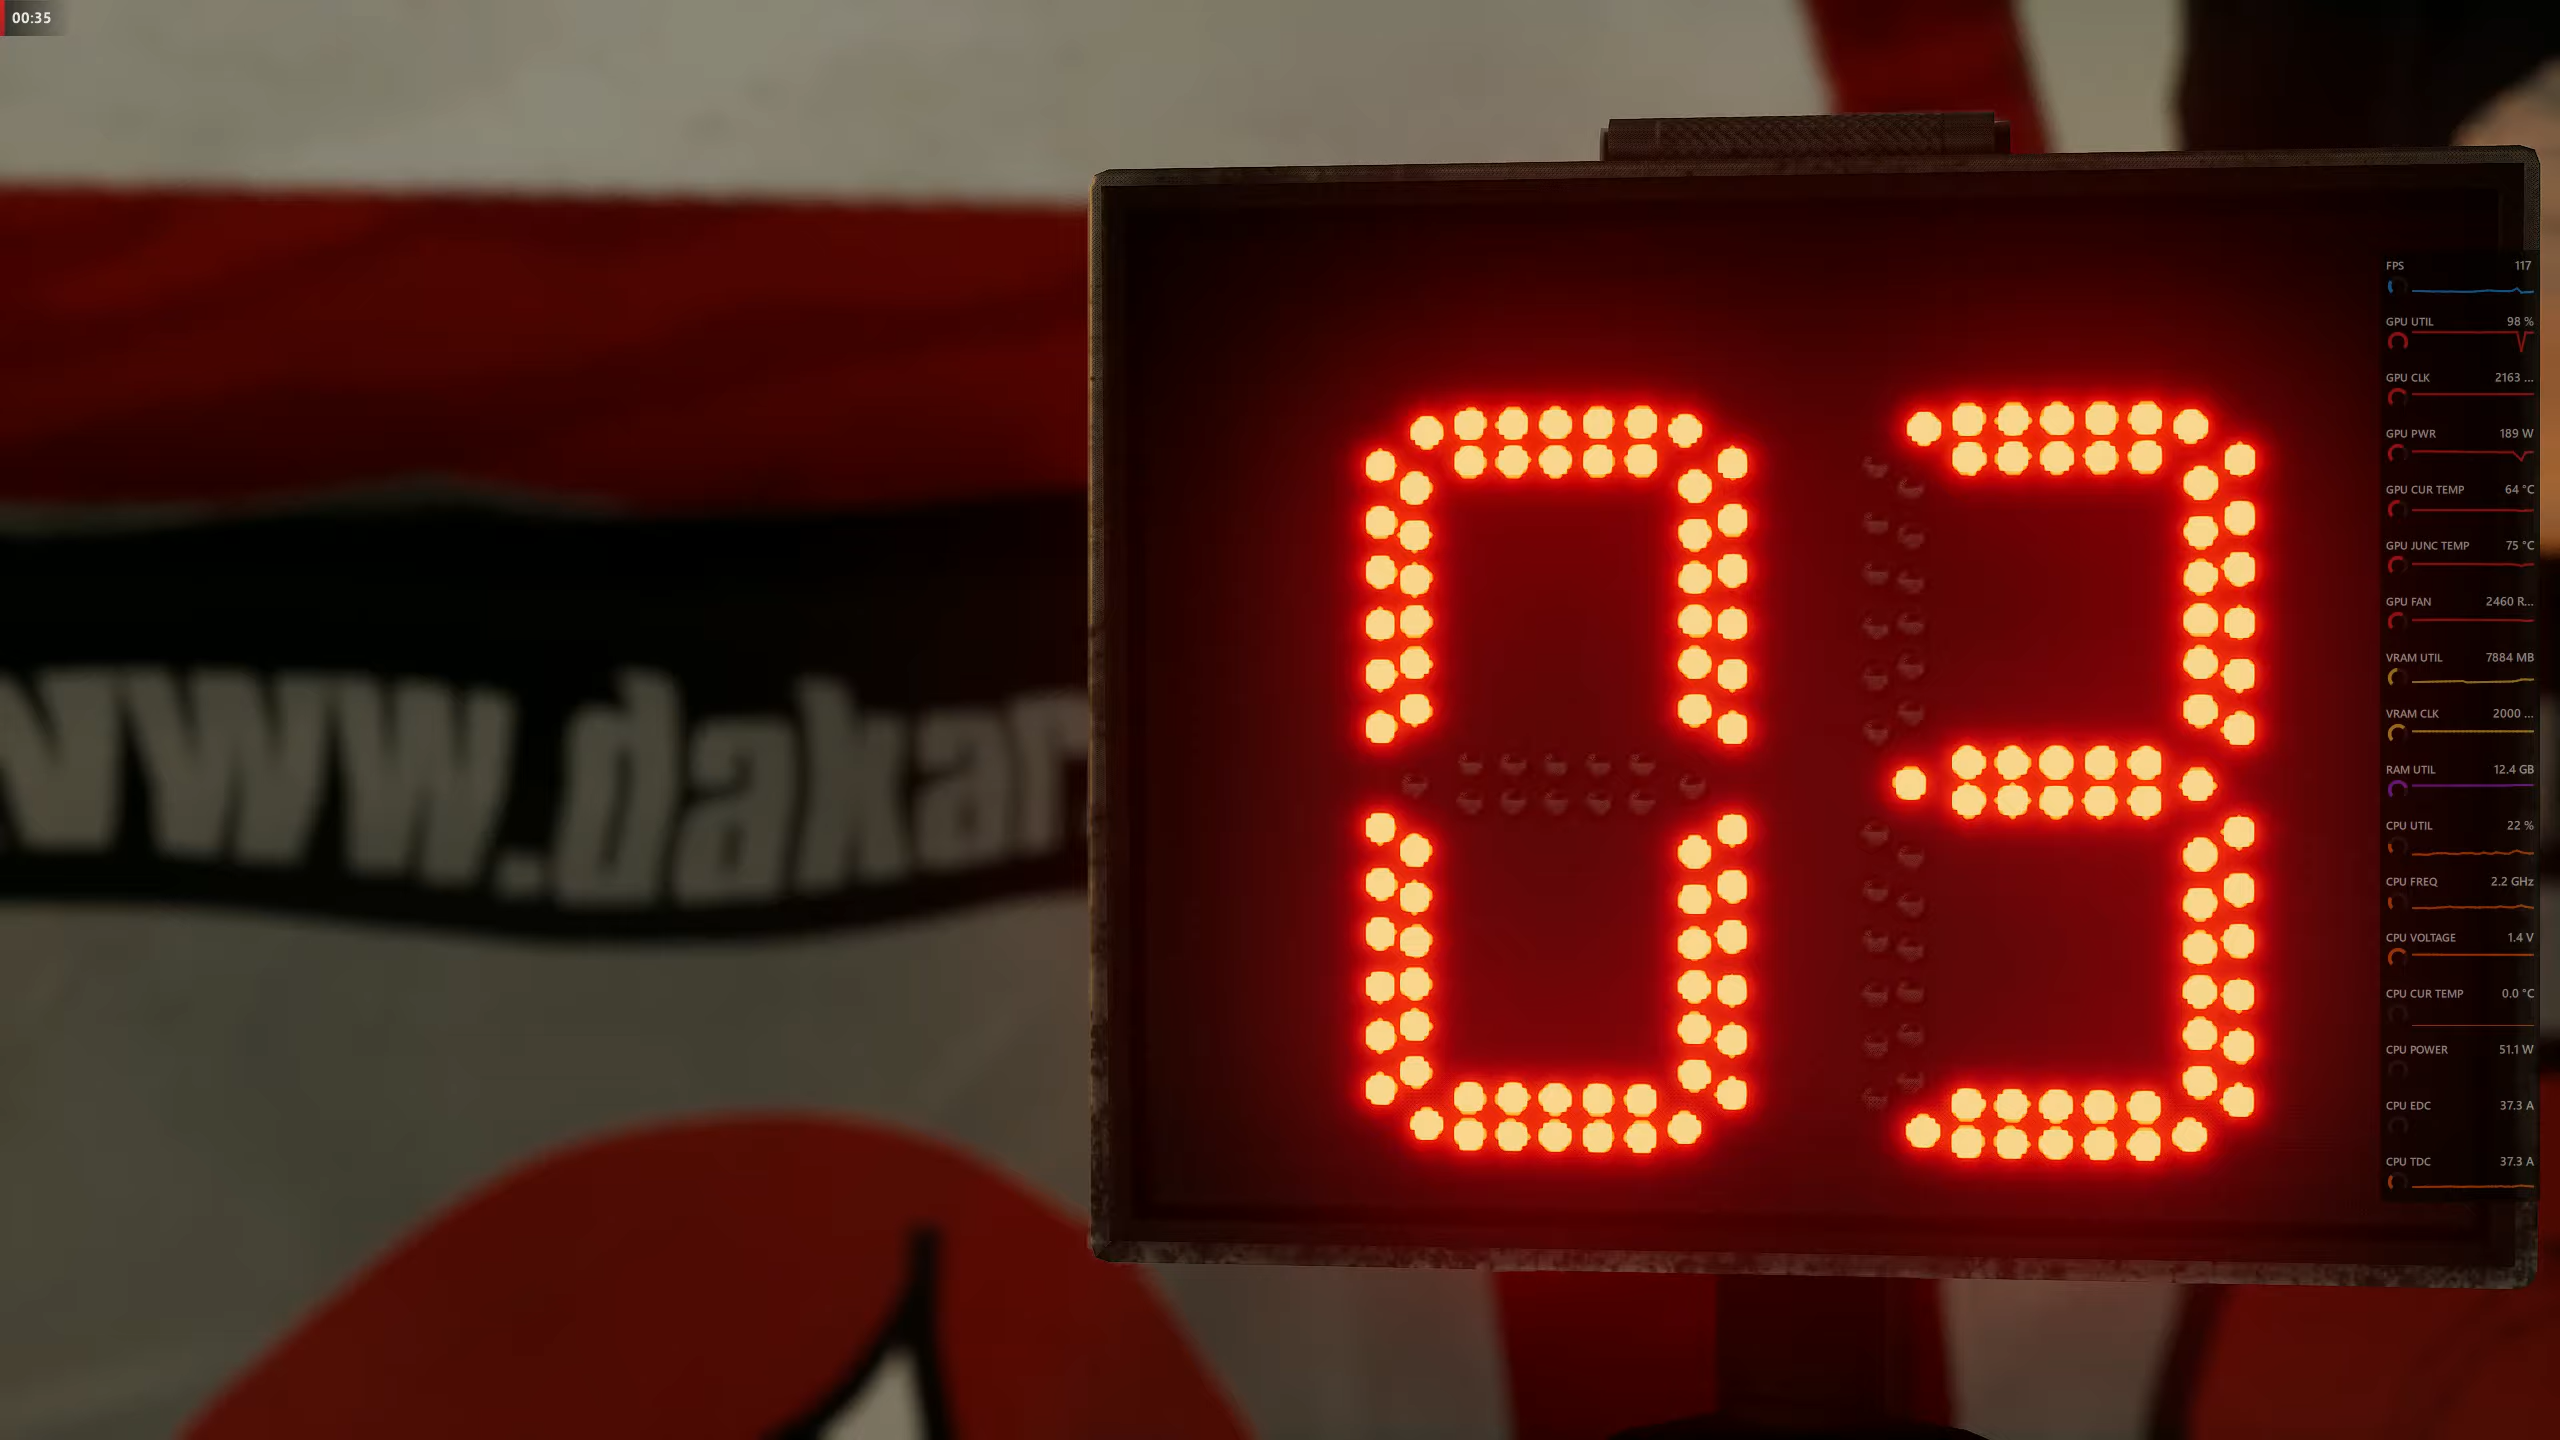 00:35
www.dakar
03
FPS 117
GPU UTIL 98 %
GPU CLK 2163 ...
GPU PWR 189 W
GPU CUR TEMP 64 °C
GPU JUNC TEMP 75 °C
GPU FAN 2460 R...
VRAM UTIL 7884 MB
VRAM CLK 2000 ...
RAM UTIL 12.4 GB
CPU UTIL 22 %
CPU FREQ 2.2 GHz
CPU VOLTAGE 1.4 V
CPU CUR TEMP 0.0 °C
CPU POWER 51.1 W
CPU EDC 37.3 A
CPU TDC 37.3 A